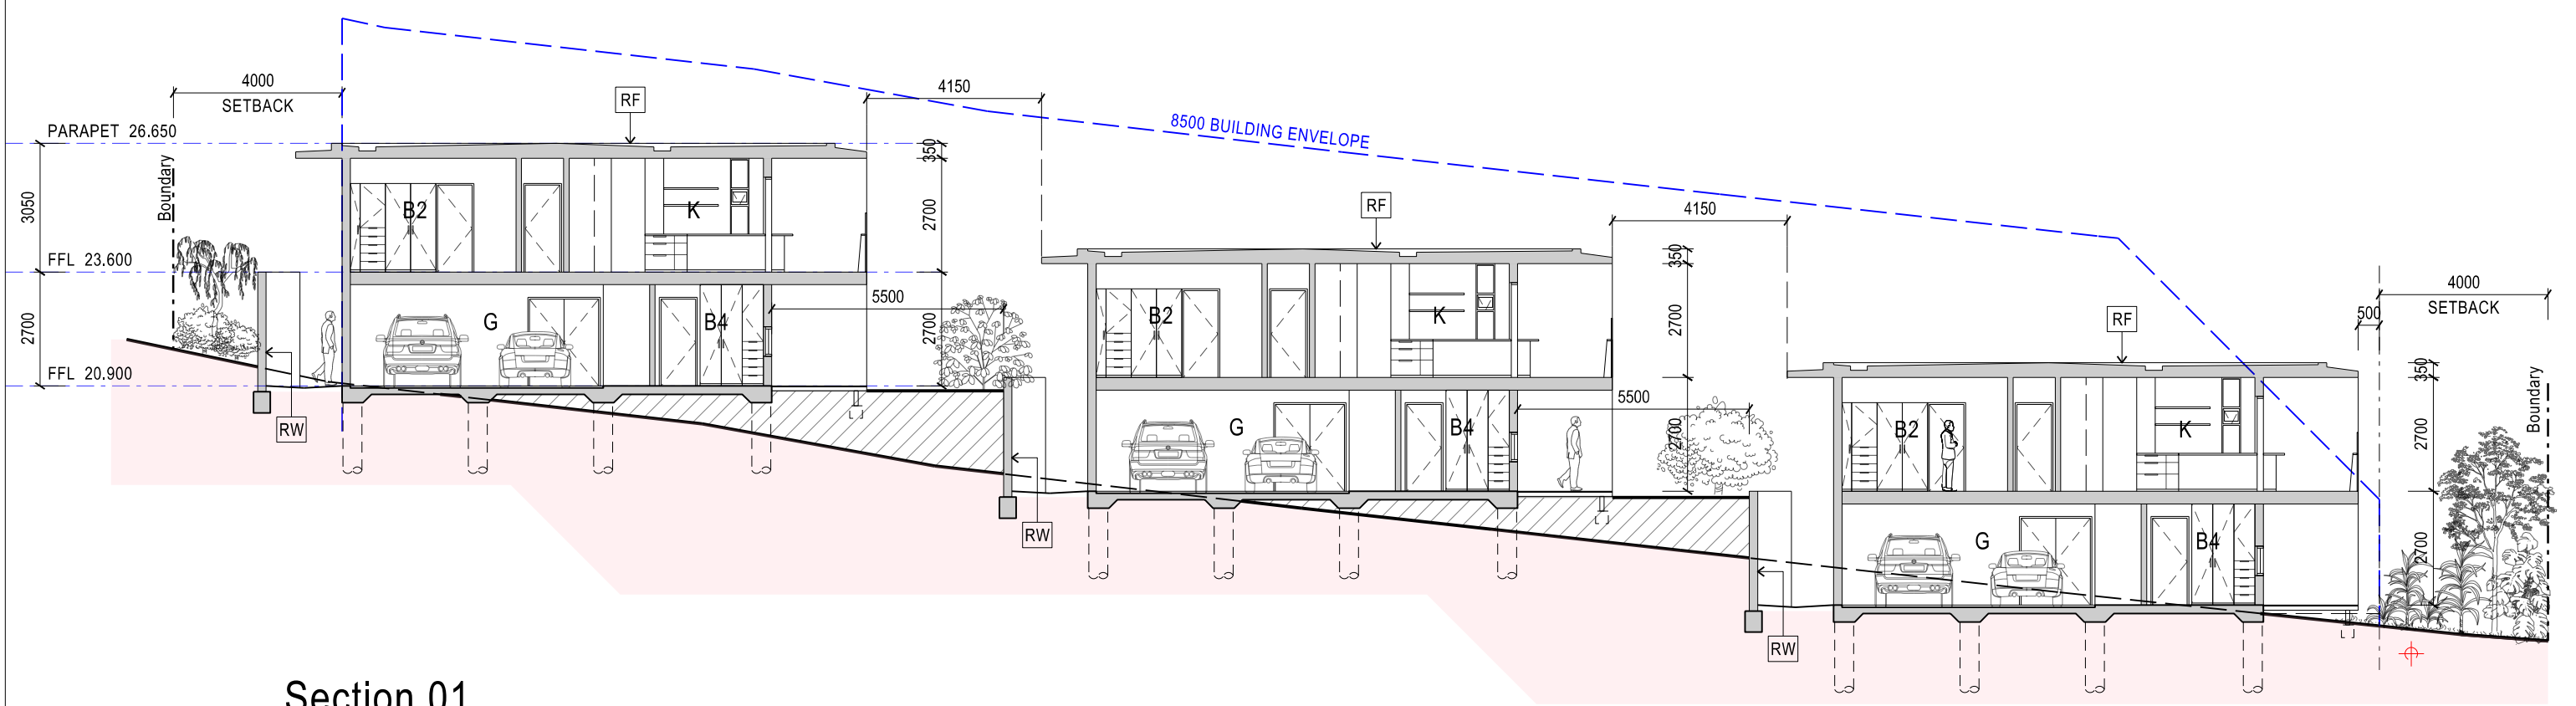 4000
SETBACK
PARAPET 26.650
Boundary
3050
FFL 23.600
2700
FFL 20.900
RF
B2
K
G
B4
RW
4150
350
2700
5500
2700
8500 BUILDING ENVELOPE
RF
B2
K
G
B4
RW
4150
350
2700
5500
2700
RF
B2
K
G
B4
RW
500
4000
SETBACK
350
2700
2700
Boundary
Section 01